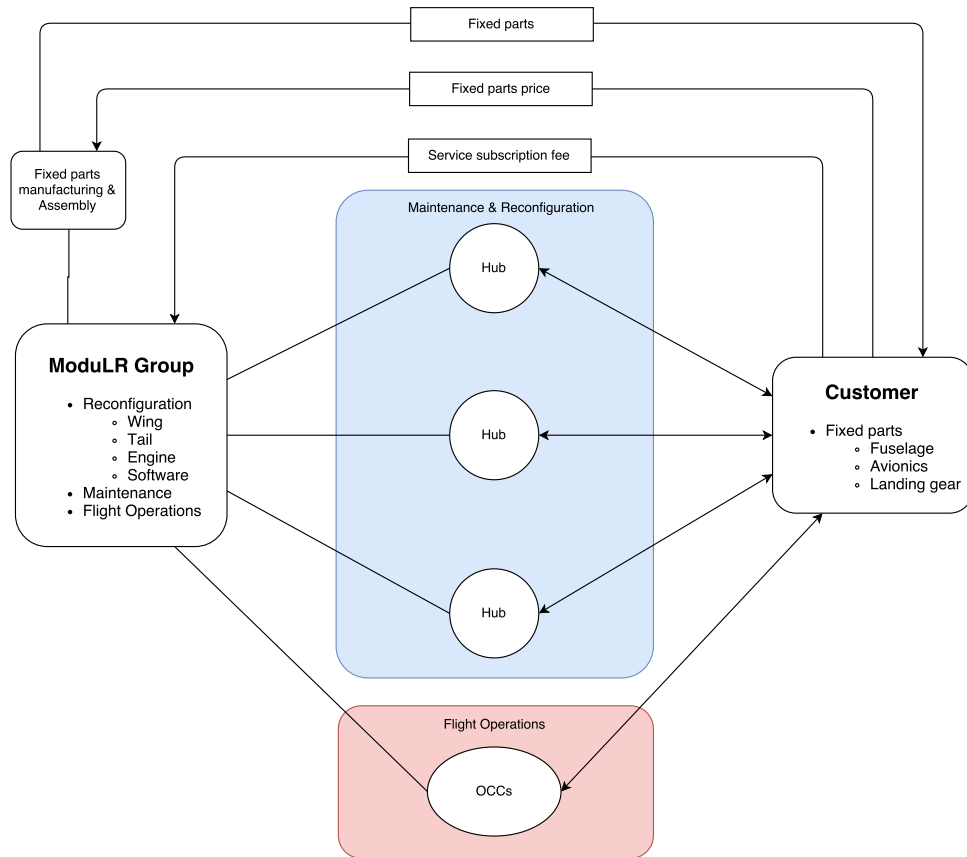 Fixed parts
Fixed parts price
Service subscription fee
Fixed parts
manufacturing &
Assembly
Maintenance & Reconfiguration
Hub
ModuLR Group
• Reconfiguration
◦ Wing
◦ Tail
◦ Engine
◦ Software
• Maintenance
• Flight Operations
Hub
Customer
• Fixed parts
◦ Fuselage
◦ Avionics
◦ Landing gear
Hub
Flight Operations
OCCs